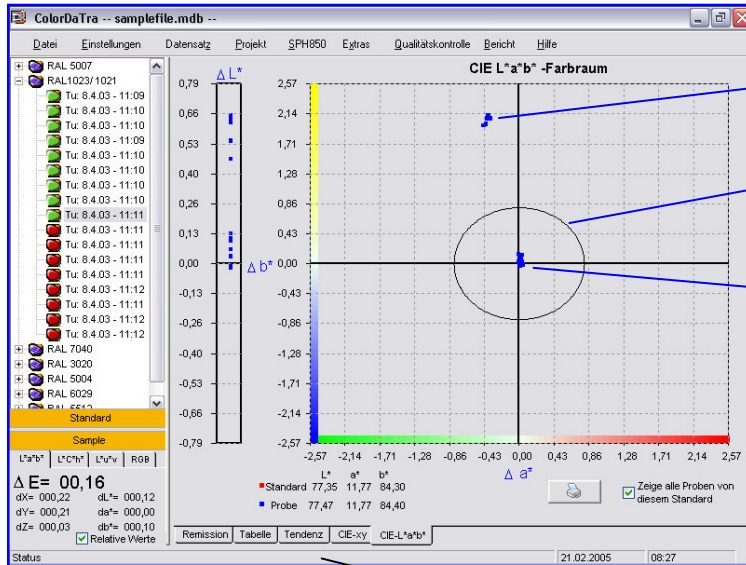 ColorDaTra -- samplefile.mdb --
Datei Einstellungen Datensatz Projekt SPH850 Extras Qualitätskontrolle Bericht Hilfe
RAL 5007
RAL1023/1021
Tu: 8.4.03 - 11:09
Tu: 8.4.03 - 11:10
Tu: 8.4.03 - 11:10
Tu: 8.4.03 - 11:09
Tu: 8.4.03 - 11:10
Tu: 8.4.03 - 11:10
Tu: 8.4.03 - 11:10
Tu: 8.4.03 - 11:10
Tu: 8.4.03 - 11:11
Tu: 8.4.03 - 11:11
Tu: 8.4.03 - 11:11
Tu: 8.4.03 - 11:11
Tu: 8.4.03 - 11:11
Tu: 8.4.03 - 11:12
Tu: 8.4.03 - 11:11
Tu: 8.4.03 - 11:12
Tu: 8.4.03 - 11:12
RAL 7040
RAL 3020
RAL 5004
RAL 6029
Standard
Sample
L*a*b* L*C*h* L*u*v RGB
Δ E= 00,16
dX= 000,22 dL*= 000,12
dY= 000,21 da*= 000,00
dZ= 000,03 db*= 000,10
Relative Werte
Δ L*
0,79
0,66
0,53
0,40
0,26
0,13
0,00
-0,13
-0,26
-0,40
-0,53
-0,66
-0,79
CIE L*a*b* -Farbraum
Δ b*
2,57
2,14
1,71
1,28
0,86
0,43
0,00
-0,43
-0,86
-1,28
-1,71
-2,14
-2,57
-2,57 -2,14 -1,71 -1,28 -0,86 -0,43 0,00 0,43 0,86 1,28 1,71 2,14 2,57
Δ a*
L* a* b*
Standard 77,35 11,77 84,30
Probe 77,47 11,77 84,40
Zeige alle Proben von
diesem Standard
Remission Tabelle Tendenz CIE-xy CIE-L*a*b*
Status 21.02.2005 08:27